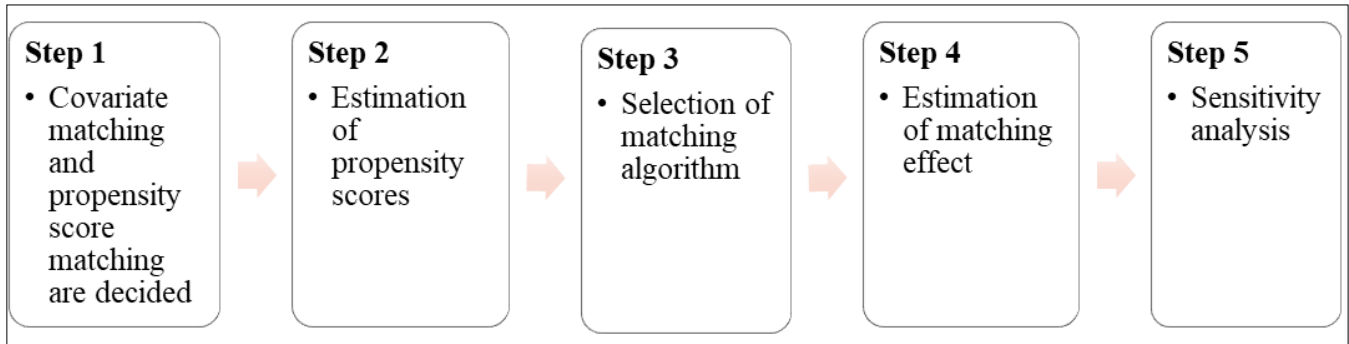 Step 1
• Covariate
matching
and
propensity
score
matching
are decided
Step 2
• Estimation
of
propensity
scores
Step 3
• Selection of
matching
algorithm
Step 4
• Estimation
of matching
effect
Step 5
• Sensitivity
analysis